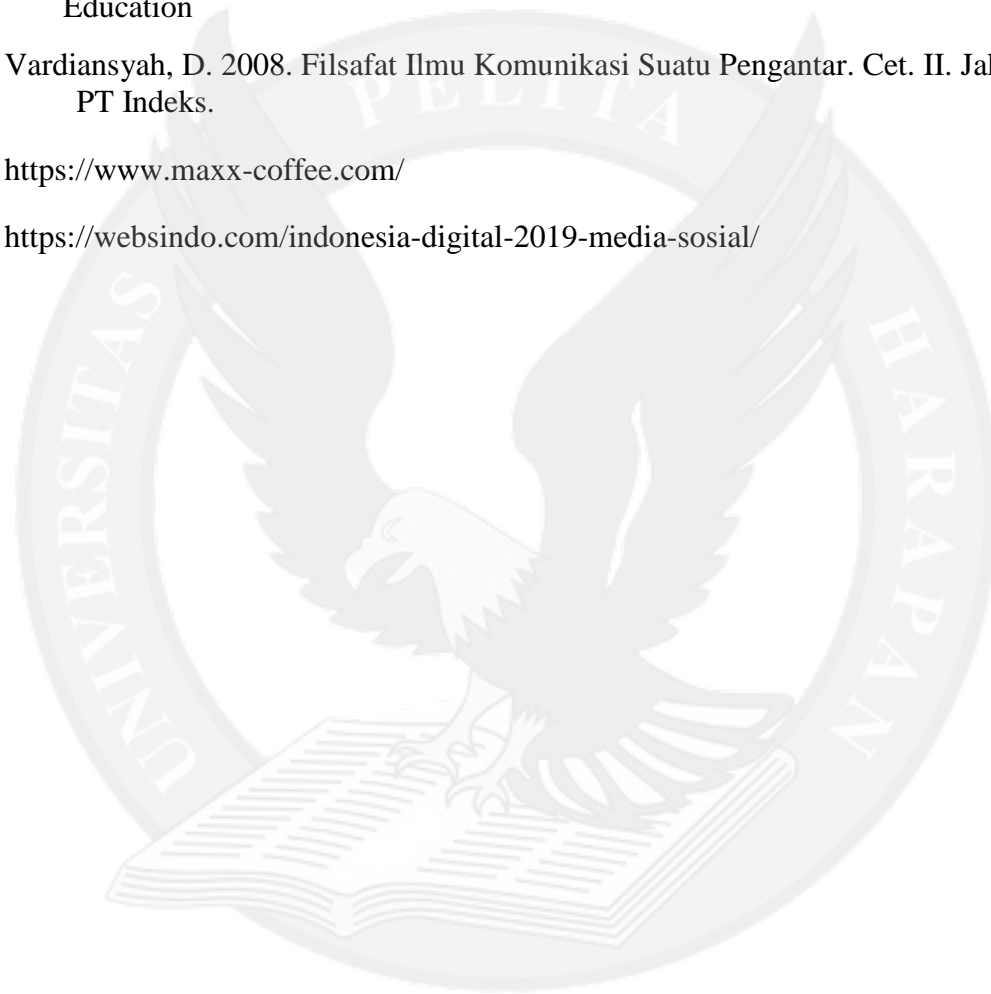 Education
Vardiansyah, D. 2008. Filsafat Ilmu Komunikasi Suatu Pengantar. Cet. II.
PT Indeks.
https://www.maxx-coffee.com/
https://websindo.com/indonesia-digital-2019-media-sosial/
UNIVERSITAS PELITA HARAPAN